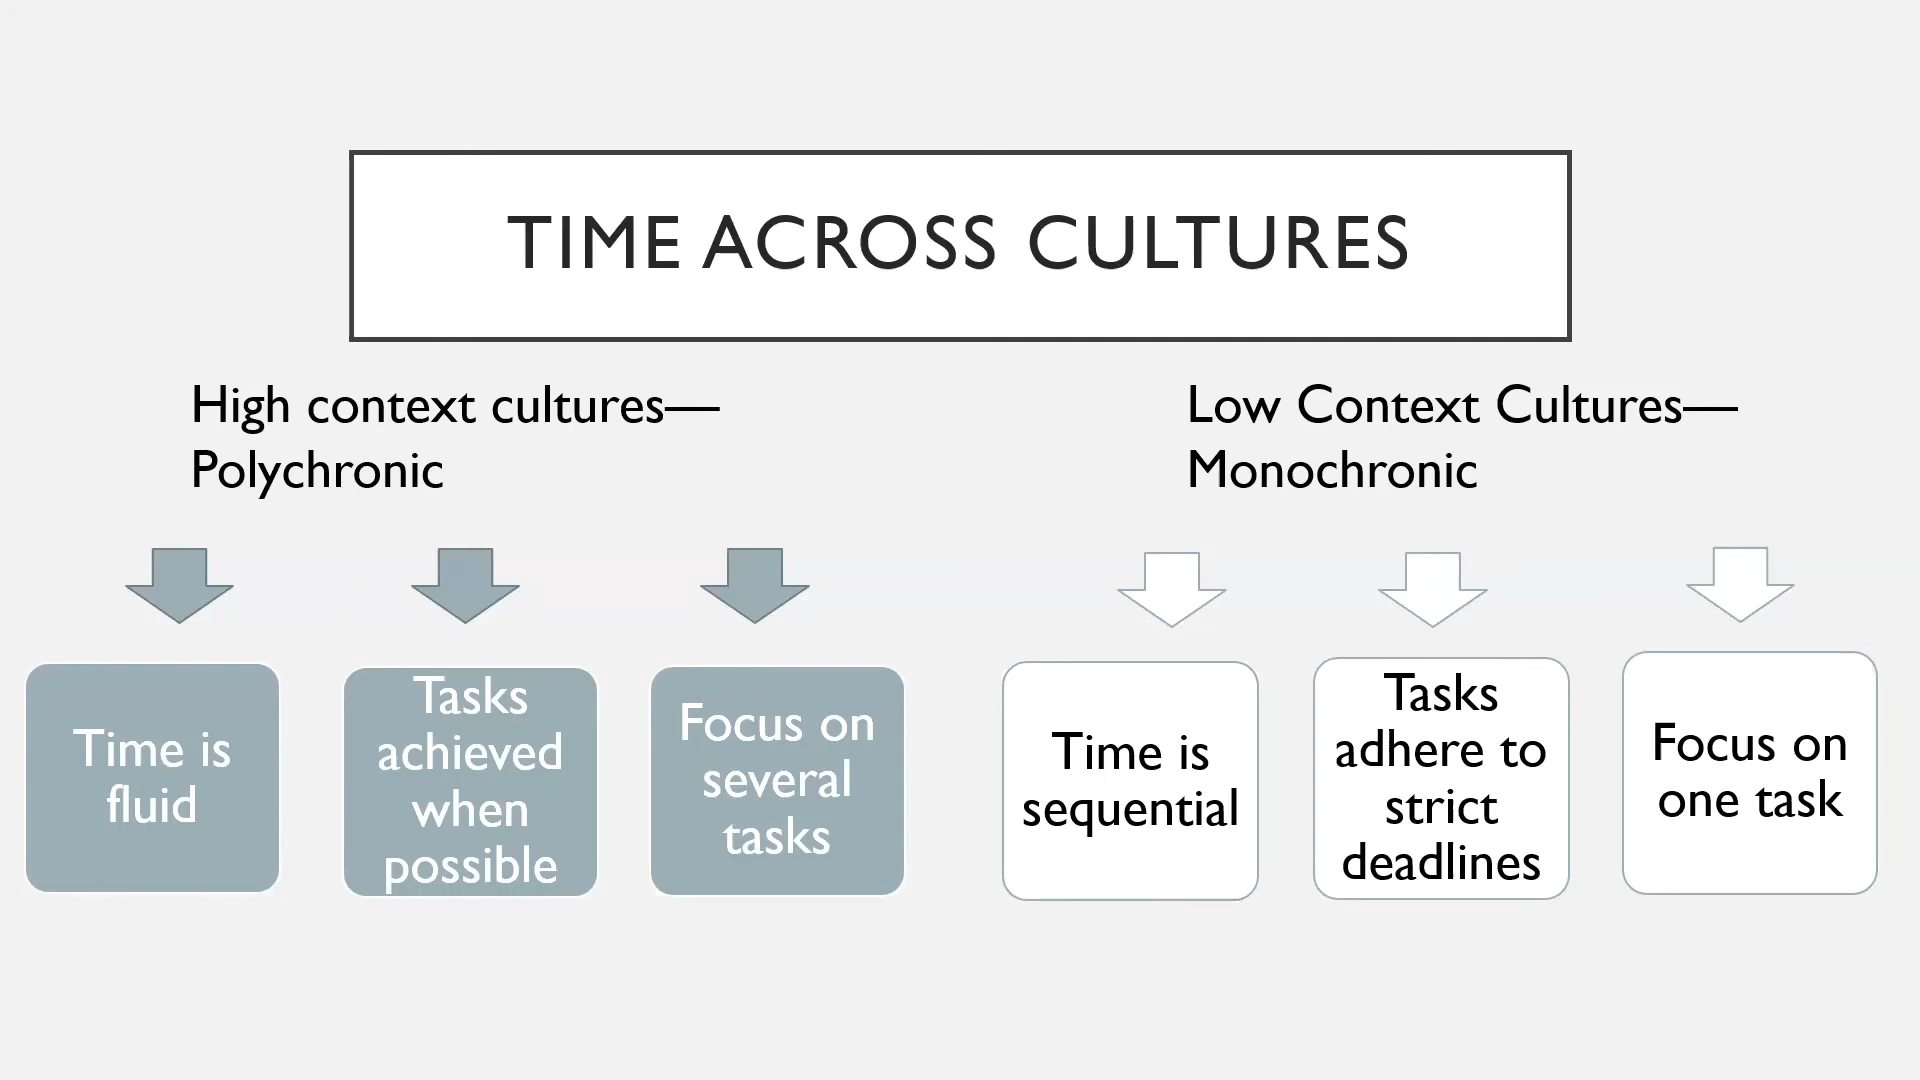 TIME ACROSS CULTURES
High context cultures—
Polychronic
Low Context Cultures—
Monochronic
Time is
fluid
Tasks
achieved
when
possible
Focus on
several
tasks
Time is
sequential
Tasks
adhere to
strict
deadlines
Focus on
one task